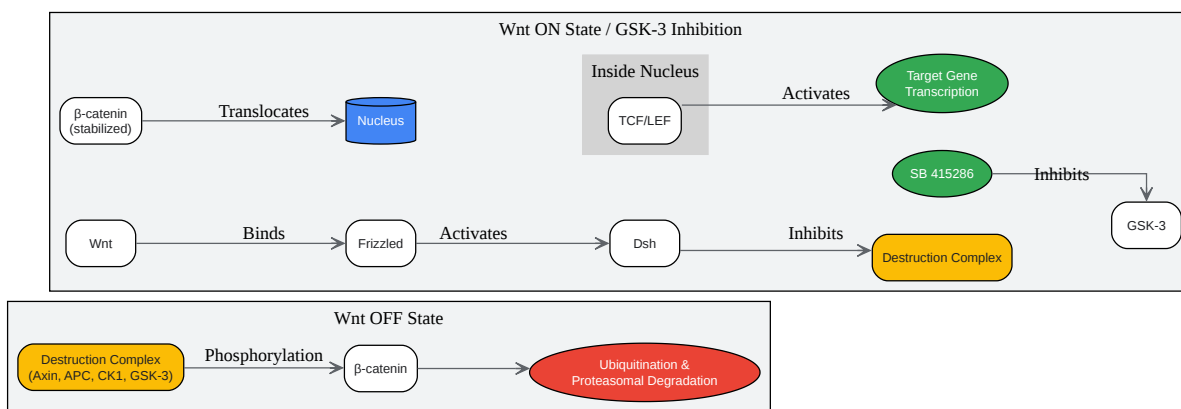 Wnt ON State / GSK-3 Inhibition
Inside Nucleus
Target Gene
Transcription
β-catenin
(stabilized)
Translocates
Nucleus
TCF/LEF
Activates
SB 415286
Inhibits
GSK-3
Wnt
Binds
Frizzled
Activates
Dsh
Inhibits
Destruction Complex
Wnt OFF State
Destruction Complex
(Axin, APC, CK1, GSK-3)
Phosphorylation
β-catenin
Ubiquitination &
Proteasomal Degradation